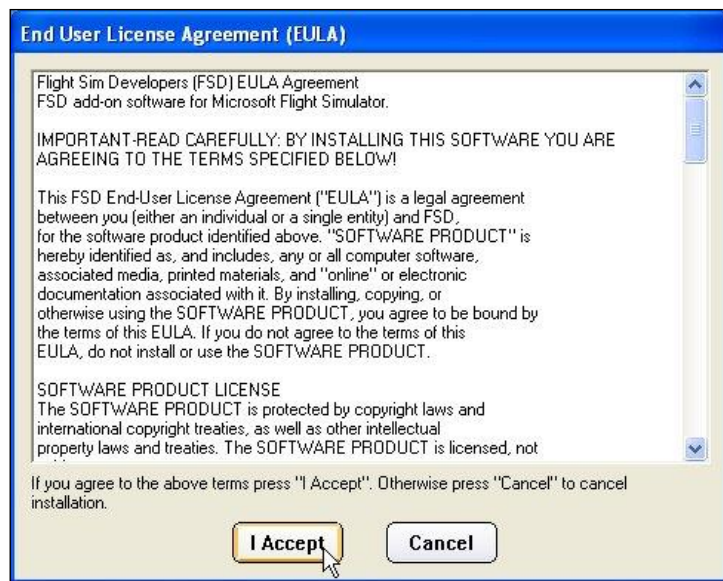 End User License Agreement (EULA)
Flight Sim Developers (FSD) EULA Agreement
FSD add-on software for Microsoft Flight Simulator.
IMPORTANT-READ CAREFULLY: BY INSTALLING THIS SOFTWARE YOU ARE
AGREEING TO THE TERMS SPECIFIED BELOW!
This FSD End-User License Agreement ("EULA") is a legal agreement
between you (either an individual or a single entity) and FSD,
for the software product identified above. "SOFTWARE PRODUCT" is
hereby identified as, and includes, any or all computer software,
associated media, printed materials, and "online" or electronic
documentation associated with it. By installing, copying, or
otherwise using the SOFTWARE PRODUCT, you agree to be bound by
the terms of this EULA. If you do not agree to the terms of this
EULA, do not install or use the SOFTWARE PRODUCT.
SOFTWARE PRODUCT LICENSE
The SOFTWARE PRODUCT is protected by copyright laws and
international copyright treaties, as well as other intellectual
property laws and treaties. The SOFTWARE PRODUCT is licensed, not
If you agree to the above terms press "I Accept". Otherwise press "Cancel" to cancel
installation.
I Accept
Cancel